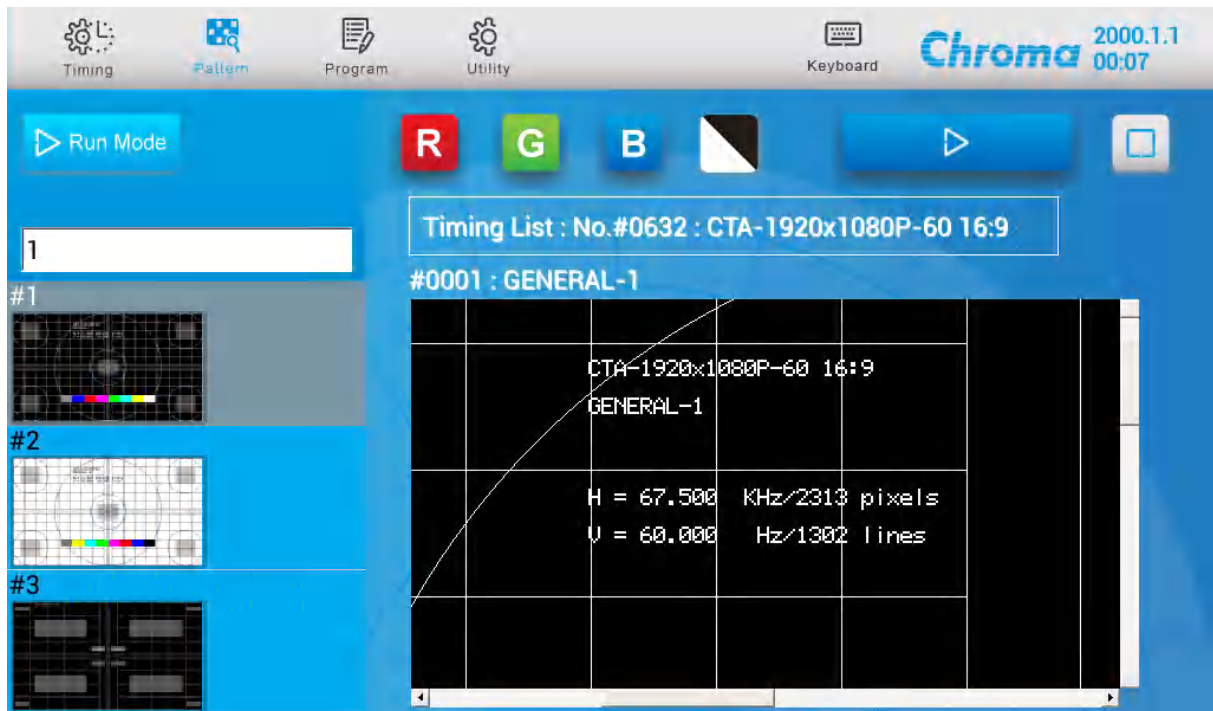 Timing
Pattern
Program
Utility
Keyboard
Chroma
2000.1.1
00:07
Run Mode
R
G
B
Timing List : No.#0632 : CTA-1920x1080P-60 16:9
1
#0001 : GENERAL-1
#1
CTA-1920x1080P-60 16:9
GENERAL-1
#2
H = 67.500 KHz/2313 pixels
V = 60.000 Hz/1302 lines
#3